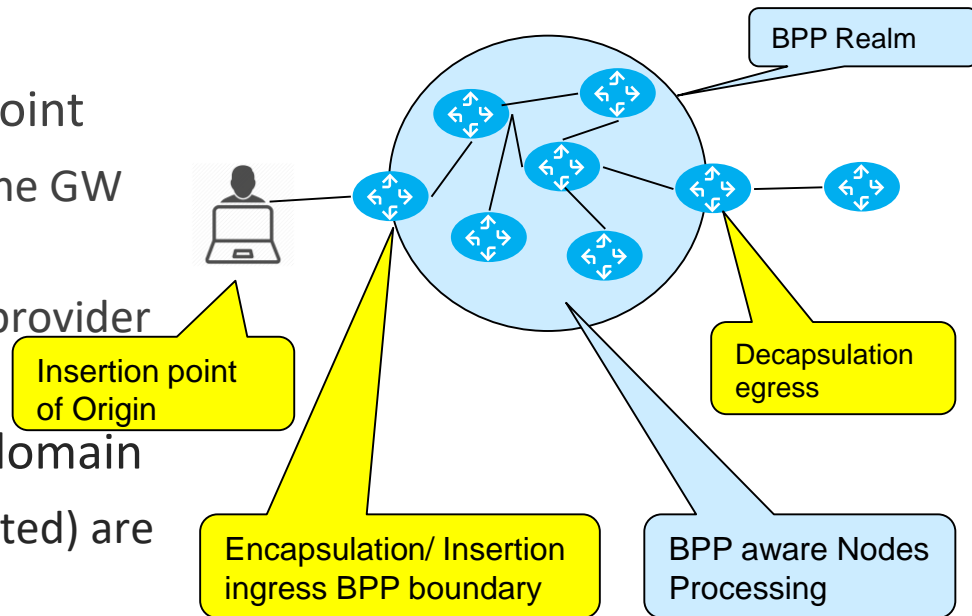 BPP Realm
oint
ne GW
provider
Insertion point
of Origin
Decapsulation
egress
domain
ted) are
Encapsulation/ Insertion
ingress BPP boundary
BPP aware Nodes
Processing